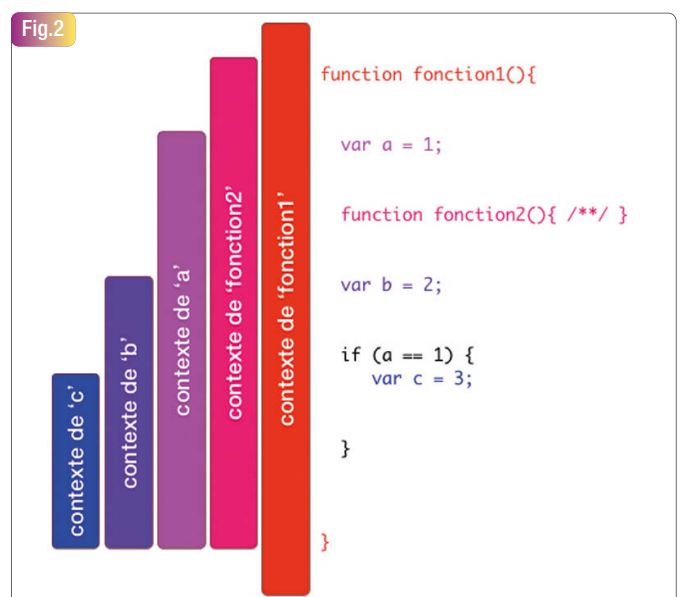 Fig.2
contexte de ‘c’
contexte de ‘b’
contexte de ‘a’
contexte de ‘fonction2’
contexte de ‘fonction1’
function fonction1(){
var a = 1;
function fonction2(){ /**/ }
var b = 2;
if (a == 1) {
var c = 3;
}
}